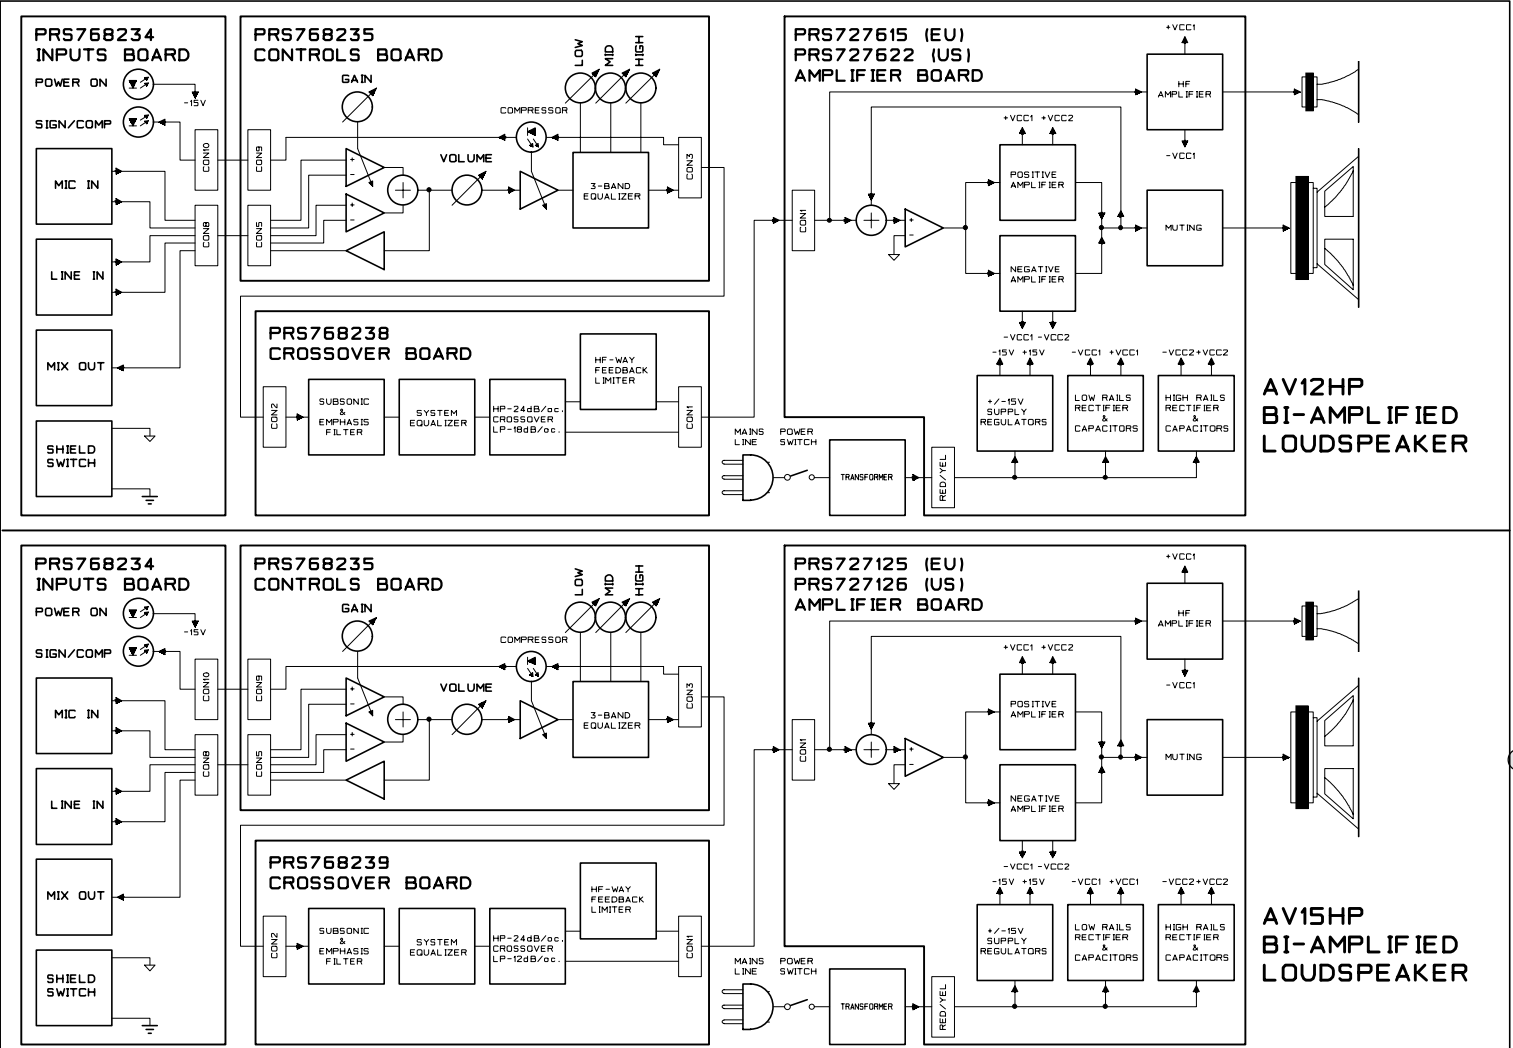 PRS768234
INPUTS BOARD
POWER ON
-15V
SIGN/COMP
CON10
MIC IN
CON8
LINE IN
MIX OUT
SHIELD
SWITCH
PRS768235
CONTROLS BOARD
GAIN
CON9
CON5
+
-
+
-
VOLUME
COMPRESSOR
LOW
MID
HIGH
3-BAND
EQUALIZER
CON3
PRS768238
CROSSOVER BOARD
CON2
SUBSONIC
&
EMPHASIS
FILTER
SYSTEM
EQUALIZER
HP-24dB/oc.
CROSSOVER
LP-18dB/oc.
HF-WAY
FEEDBACK
LIMITER
CON1
MAINS
LINE
POWER
SWITCH
TRANSFORMER
PRS727615 (EU)
PRS727622 (US)
AMPLIFIER BOARD
CON1
+
-
+VCC1 +VCC2
POSITIVE
AMPLIFIER
NEGATIVE
AMPLIFIER
-VCC1 -VCC2
+VCC1
HF
AMPLIFIER
-VCC1
MUTING
-15V +15V
+/-15V
SUPPLY
REGULATORS
-VCC1 +VCC1
LOW RAILS
RECTIFIER
&
CAPACITORS
-VCC2+VCC2
HIGH RAILS
RECTIFIER
&
CAPACITORS
RED/YEL
AV12HP
BI-AMPLIFIED
LOUDSPEAKER
PRS768234
INPUTS BOARD
POWER ON
-15V
SIGN/COMP
CON10
MIC IN
CON8
LINE IN
MIX OUT
SHIELD
SWITCH
PRS768235
CONTROLS BOARD
GAIN
CON9
CON5
+
-
+
-
VOLUME
COMPRESSOR
LOW
MID
HIGH
3-BAND
EQUALIZER
CON3
PRS768239
CROSSOVER BOARD
CON2
SUBSONIC
&
EMPHASIS
FILTER
SYSTEM
EQUALIZER
HP-24dB/oc.
CROSSOVER
LP-12dB/oc.
HF-WAY
FEEDBACK
LIMITER
CON1
MAINS
LINE
POWER
SWITCH
TRANSFORMER
PRS727125 (EU)
PRS727126 (US)
AMPLIFIER BOARD
CON1
+
-
+VCC1 +VCC2
POSITIVE
AMPLIFIER
NEGATIVE
AMPLIFIER
-VCC1 -VCC2
+VCC1
HF
AMPLIFIER
-VCC1
MUTING
-15V +15V
+/-15V
SUPPLY
REGULATORS
-VCC1 +VCC1
LOW RAILS
RECTIFIER
&
CAPACITORS
-VCC2+VCC2
HIGH RAILS
RECTIFIER
&
CAPACITORS
RED/YEL
AV15HP
BI-AMPLIFIED
LOUDSPEAKER